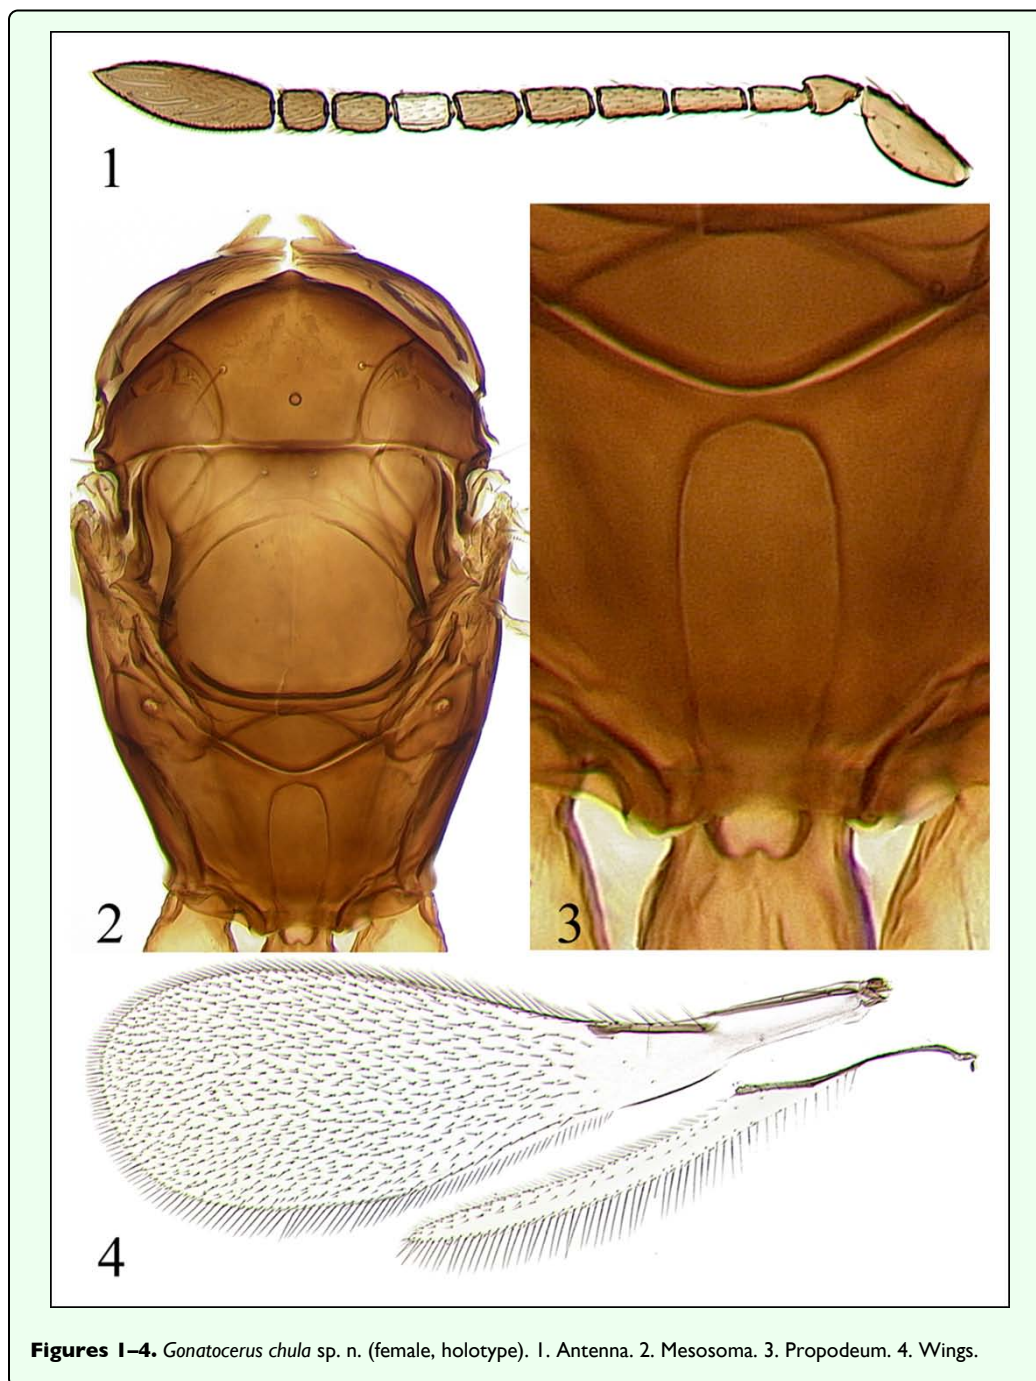 1
2
3
4
Figures 1–4. Gonatocerus chula sp. n. (female, holotype). 1. Antenna. 2. Mesosoma. 3. Propodeum. 4. Wings.